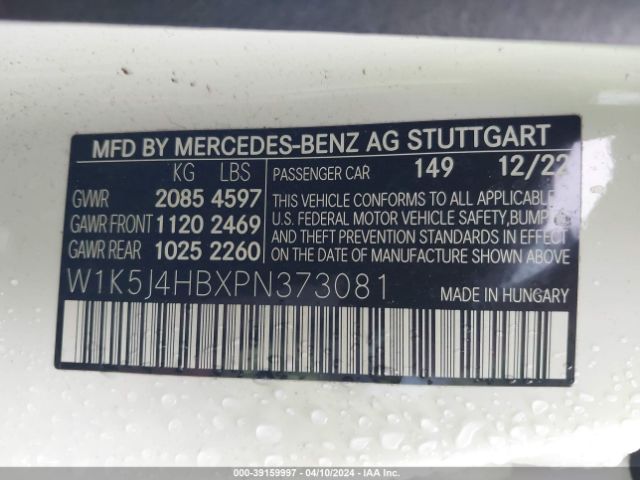 MFD BY MERCEDES-BENZ AG STUTTGART
KG LBS PASSENGER CAR 149 12/22
GVWR 2085 4597
GAWR FRONT 1120 2469
GAWR REAR 1025 2260
THIS VEHICLE CONFORMS TO ALL APPLICABLE
U.S. FEDERAL MOTOR VEHICLE SAFETY, BUMPER
AND THEFT PREVENTION STANDARDS IN EFFECT
ON THE DATE OF MANUFACTURE SHOWN ABOVE
W1K5J4HBXPN373081 MADE IN HUNGARY
000-39159997 / 04/10/2024 / IAA Inc.